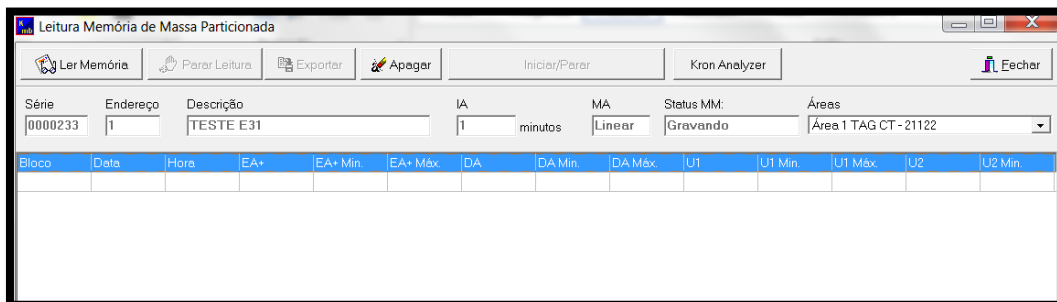 Kmb Leitura Memória de Massa Particionada
Ler Memória Parar Leitura Exportar Apagar Iniciar/Parar Kron Analyzer Fechar
Série Endereço Descrição IA MA Status MM: Áreas
0000233 1 TESTE E31 1 minutos Linear Gravando Área 1 TAG CT - 21122
Bloco Data Hora EA+ EA+ Min. EA+ Máx. DA DA Min. DA Máx. U1 U1 Min. U1 Máx. U2 U2 Min.